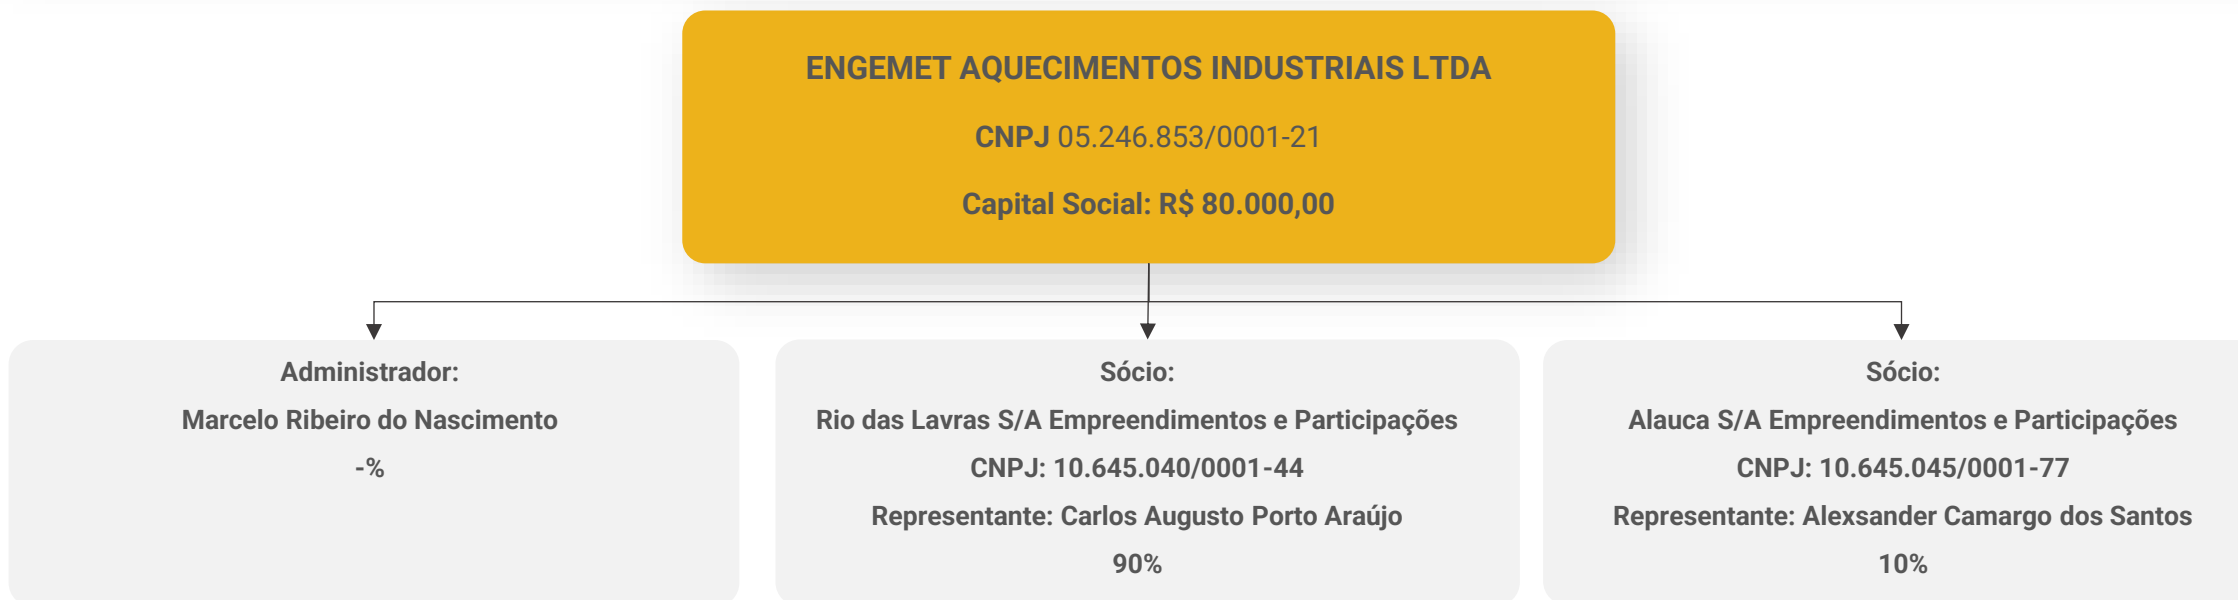 ENGEMET AQUECIMENTOS INDUSTRIAIS LTDA
CNPJ 05.246.853/0001-21
Capital Social: R$ 80.000,00
Administrador:
Marcelo Ribeiro do Nascimento
-%
Sócio:
Rio das Lavras S/A Empreendimentos e Participações
CNPJ: 10.645.040/0001-44
Representante: Carlos Augusto Porto Araújo
90%
Sócio:
Alauca S/A Empreendimentos e Participações
CNPJ: 10.645.045/0001-77
Representante: Alexsander Camargo dos Santos
10%